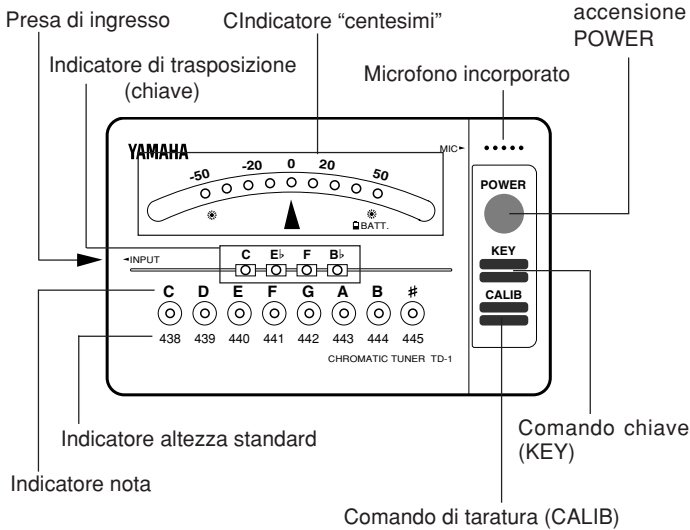 Presa di ingresso
CIndicatore “centesimi”
accensione
POWER
Indicatore di trasposizione
(chiave)
Microfono incorporato
YAMAHA
MIC
-50 -20 0 20 50
BATT.
POWER
INPUT
C E♭ F B♭
KEY
C D E F G A B ♯
CALIB
438 439 440 441 442 443 444 445
CHROMATIC TUNER TD-1
Indicatore altezza standard
Comando chiave
(KEY)
Indicatore nota
Comando di taratura (CALIB)